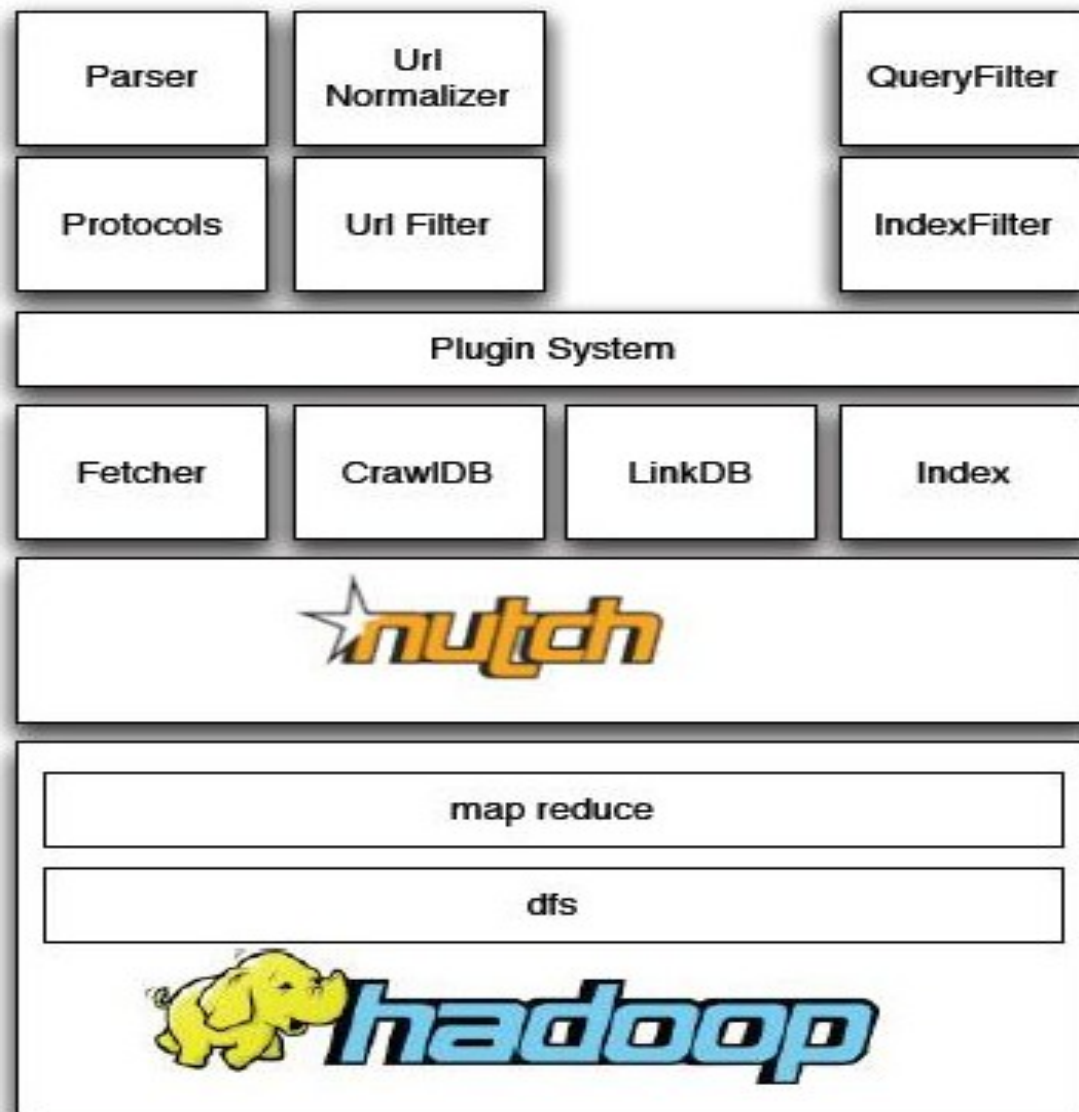 Parser
Url
Normalizer
QueryFilter
Protocols
Url Filter
IndexFilter
Plugin System
Fetcher
CrawlDB
LinkDB
Index
nutch
map reduce
dfs
hadoop